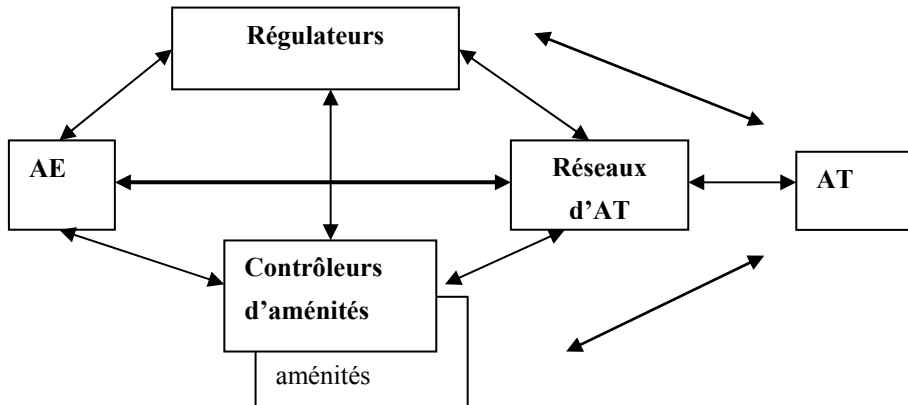 Régulateurs
AE
Réseaux
d’AT
AT
Contrôleurs
d’aménités
aménités